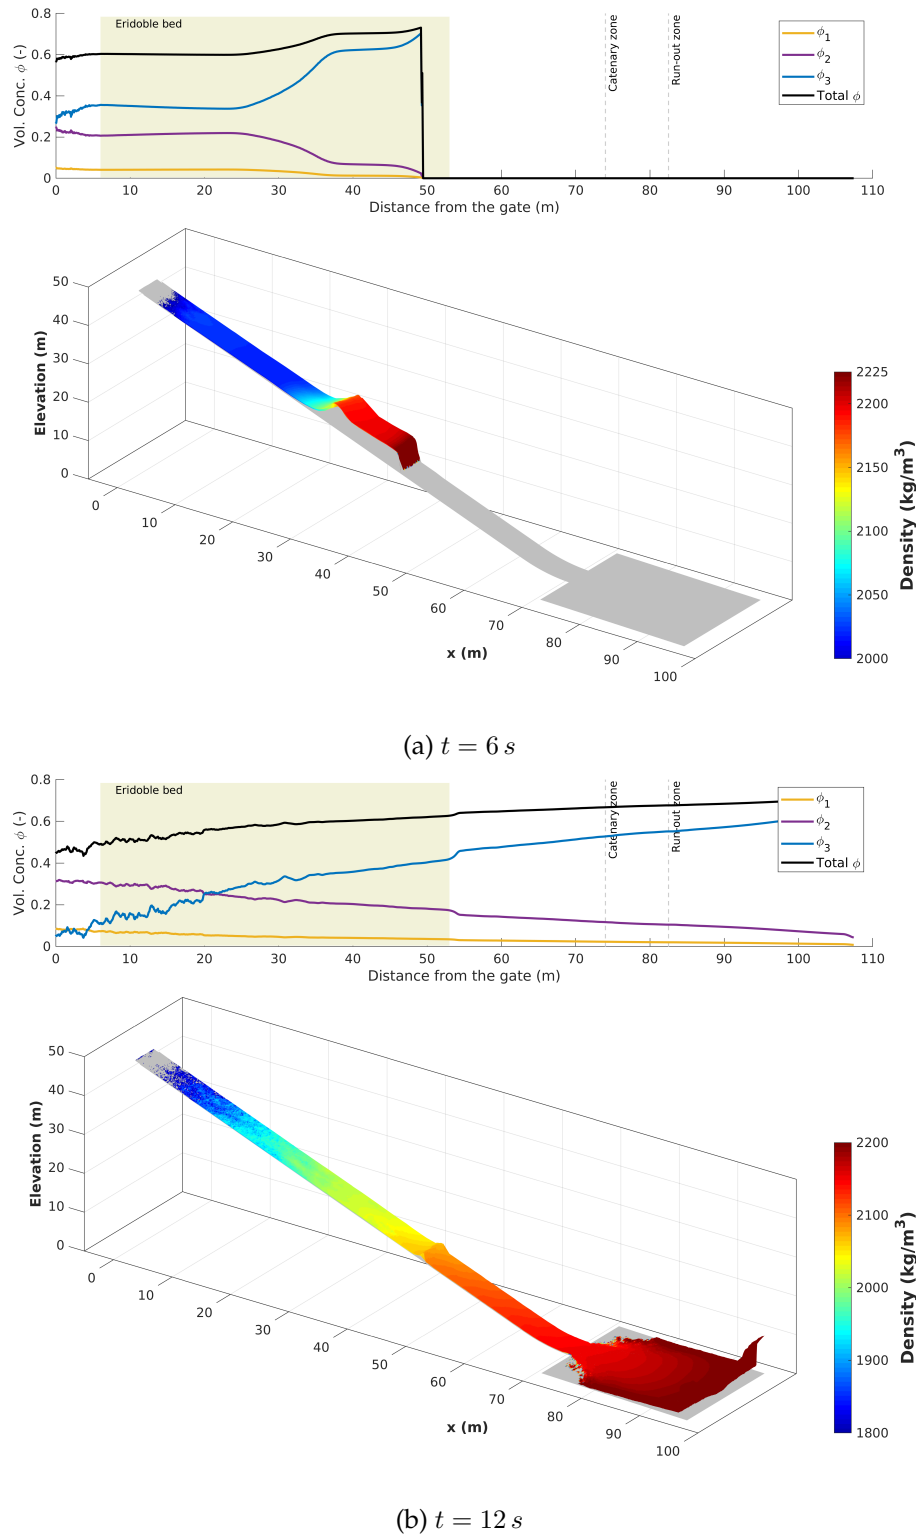 0.8
0.6
0.4
0.2
0
Vol. Conc. ϕ (-)
Eridoble bed
Catenary zone
Run-out zone
ϕ1
ϕ2
ϕ3
Total ϕ
0 10 20 30 40 50 60 70 80 90 100 110
Distance from the gate (m)
50
40
30
20
10
0
Elevation (m)
0
10
20
30
40
50
60
70
80
90
100
x (m)
2225
2200
2150
2100
2050
2000
Density (kg/m³)
(a) t = 6 s
0.8
0.6
0.4
0.2
0
Vol. Conc. ϕ (-)
Eridoble bed
Catenary zone
Run-out zone
ϕ1
ϕ2
ϕ3
Total ϕ
0 10 20 30 40 50 60 70 80 90 100 110
Distance from the gate (m)
50
40
30
20
10
0
Elevation (m)
0
10
20
30
40
50
60
70
80
90
100
x (m)
2200
2100
2000
1900
1800
Density (kg/m³)
(b) t = 12 s